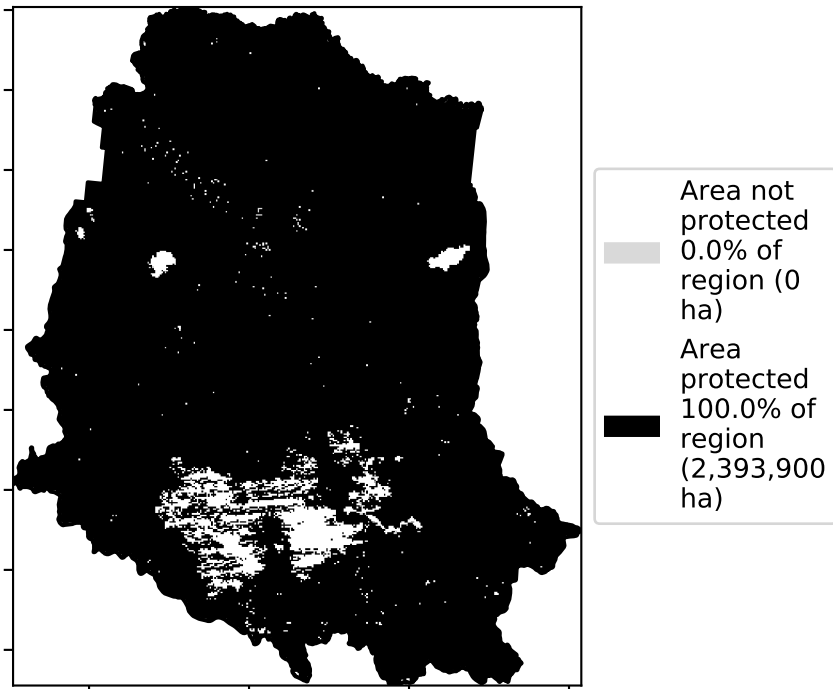 Area not
protected
0.0% of
region (0
ha)
Area
protected
100.0% of
region
(2,393,900
ha)